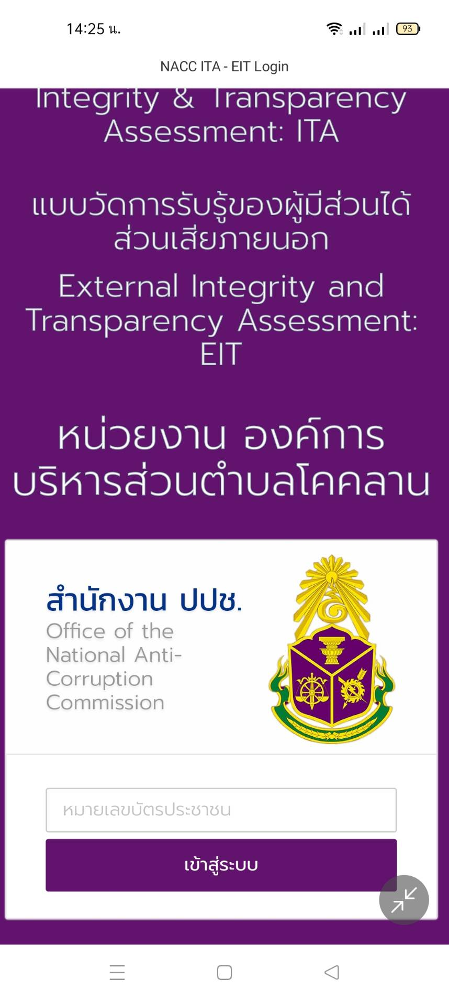 14:25 น.
93
NACC ITA - EIT Login
Integrity & Transparency
Assessment: ITA
แบบวัดการรับรู้ของผู้มีส่วนได้
ส่วนเสียภายนอก
External Integrity and
Transparency Assessment:
EIT
หน่วยงาน องค์การ
บริหารส่วนตำบลโคคลาน
สำนักงาน ปปช.
Office of the
National Anti-
Corruption
Commission
หมายเลขบัตรประชาชน
เข้าสู่ระบบ